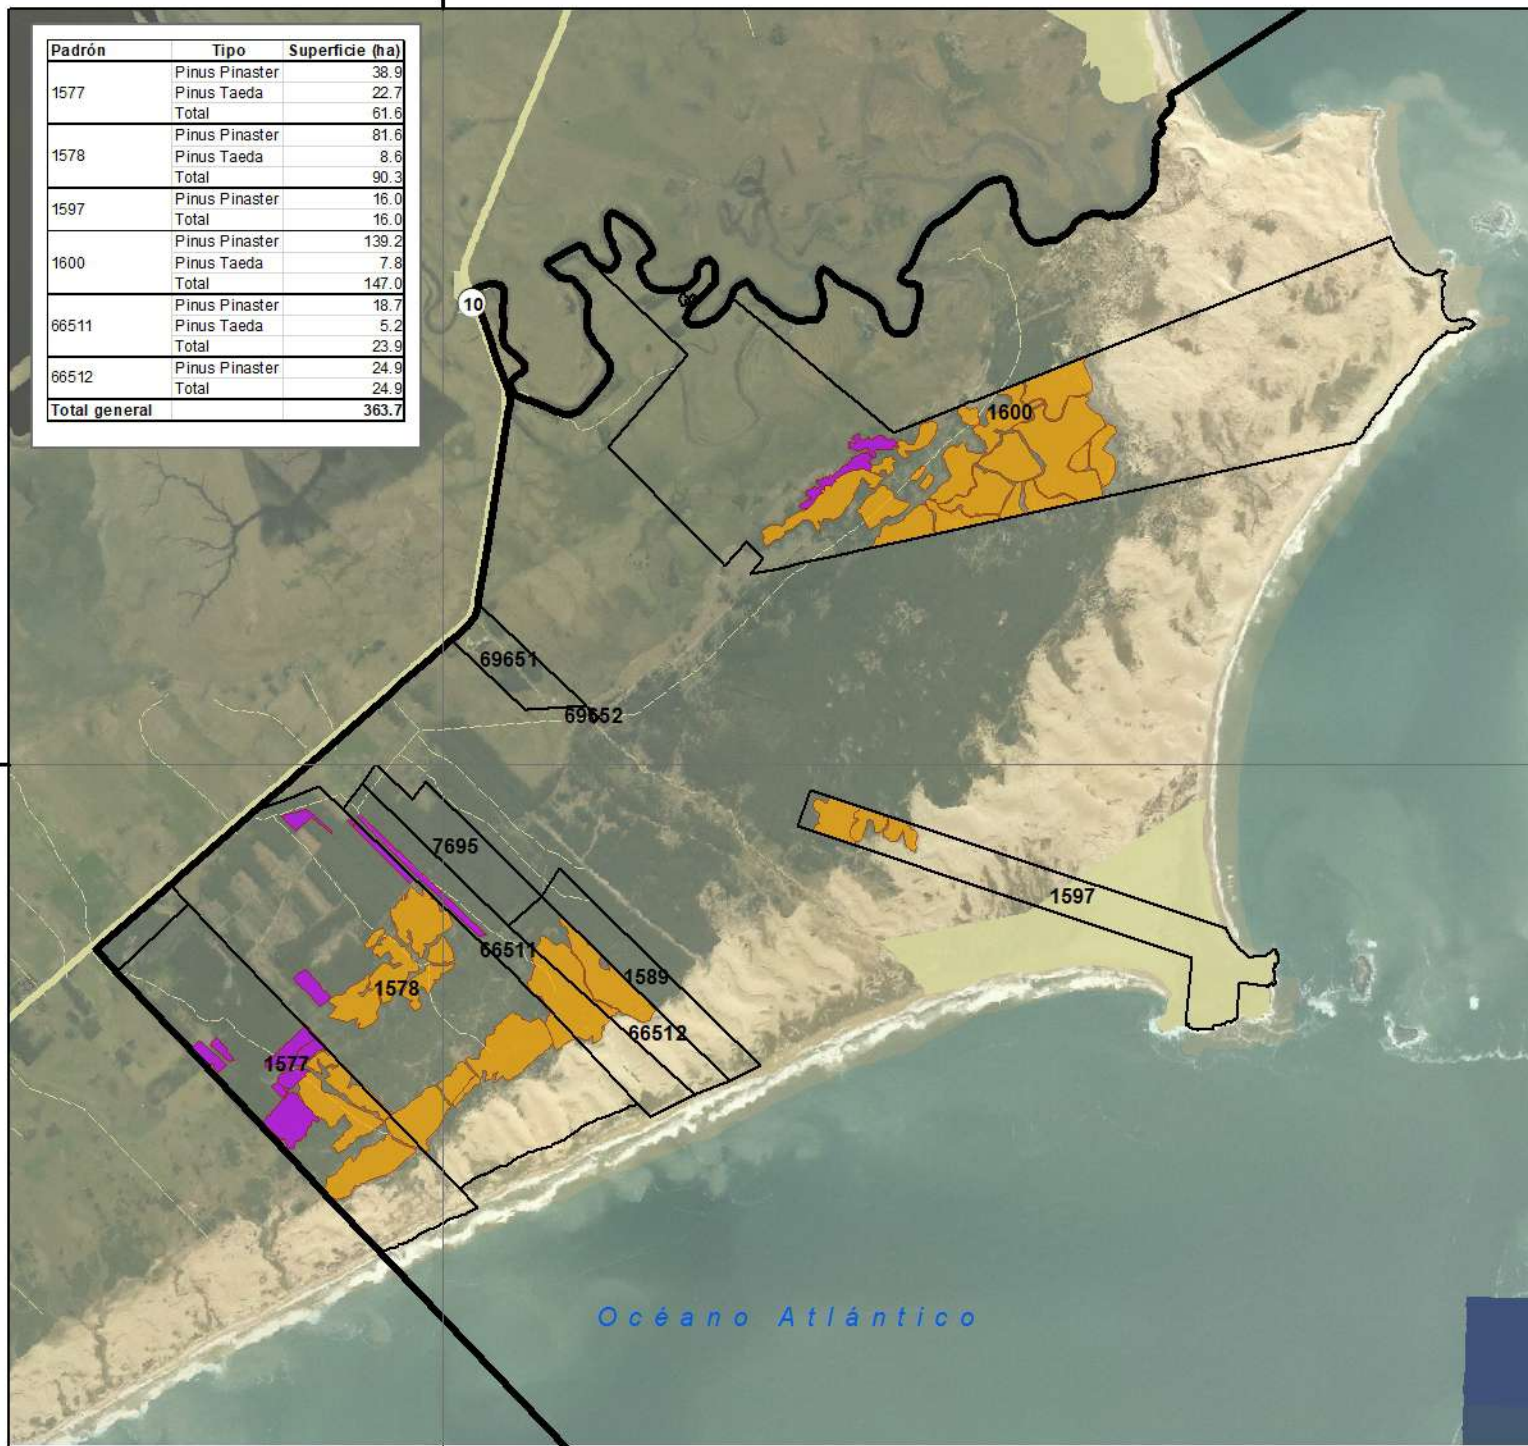 Padrón Tipo Superficie (ha)
1577 Pinus Pinaster 38.9
Pinus Taeda 22.7
Total 61.6
1578 Pinus Pinaster 81.6
Pinus Taeda 8.6
Total 90.3
1597 Pinus Pinaster 16.0
Total 16.0
1600 Pinus Pinaster 139.2
Pinus Taeda 7.8
Total 147.0
66511 Pinus Pinaster 18.7
Pinus Taeda 5.2
Total 23.9
66512 Pinus Pinaster 24.9
Total 24.9
Total general 363.7
10
1600
69651
69652
7695
1597
66511
1589
1578
66512
1577
Océano Atlántico